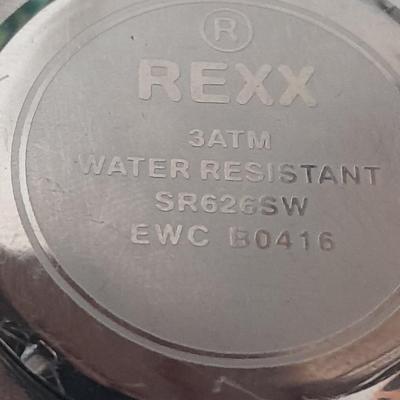 ®
REXX
3ATM
WATER RESISTANT
SR626SW
EWC B0416